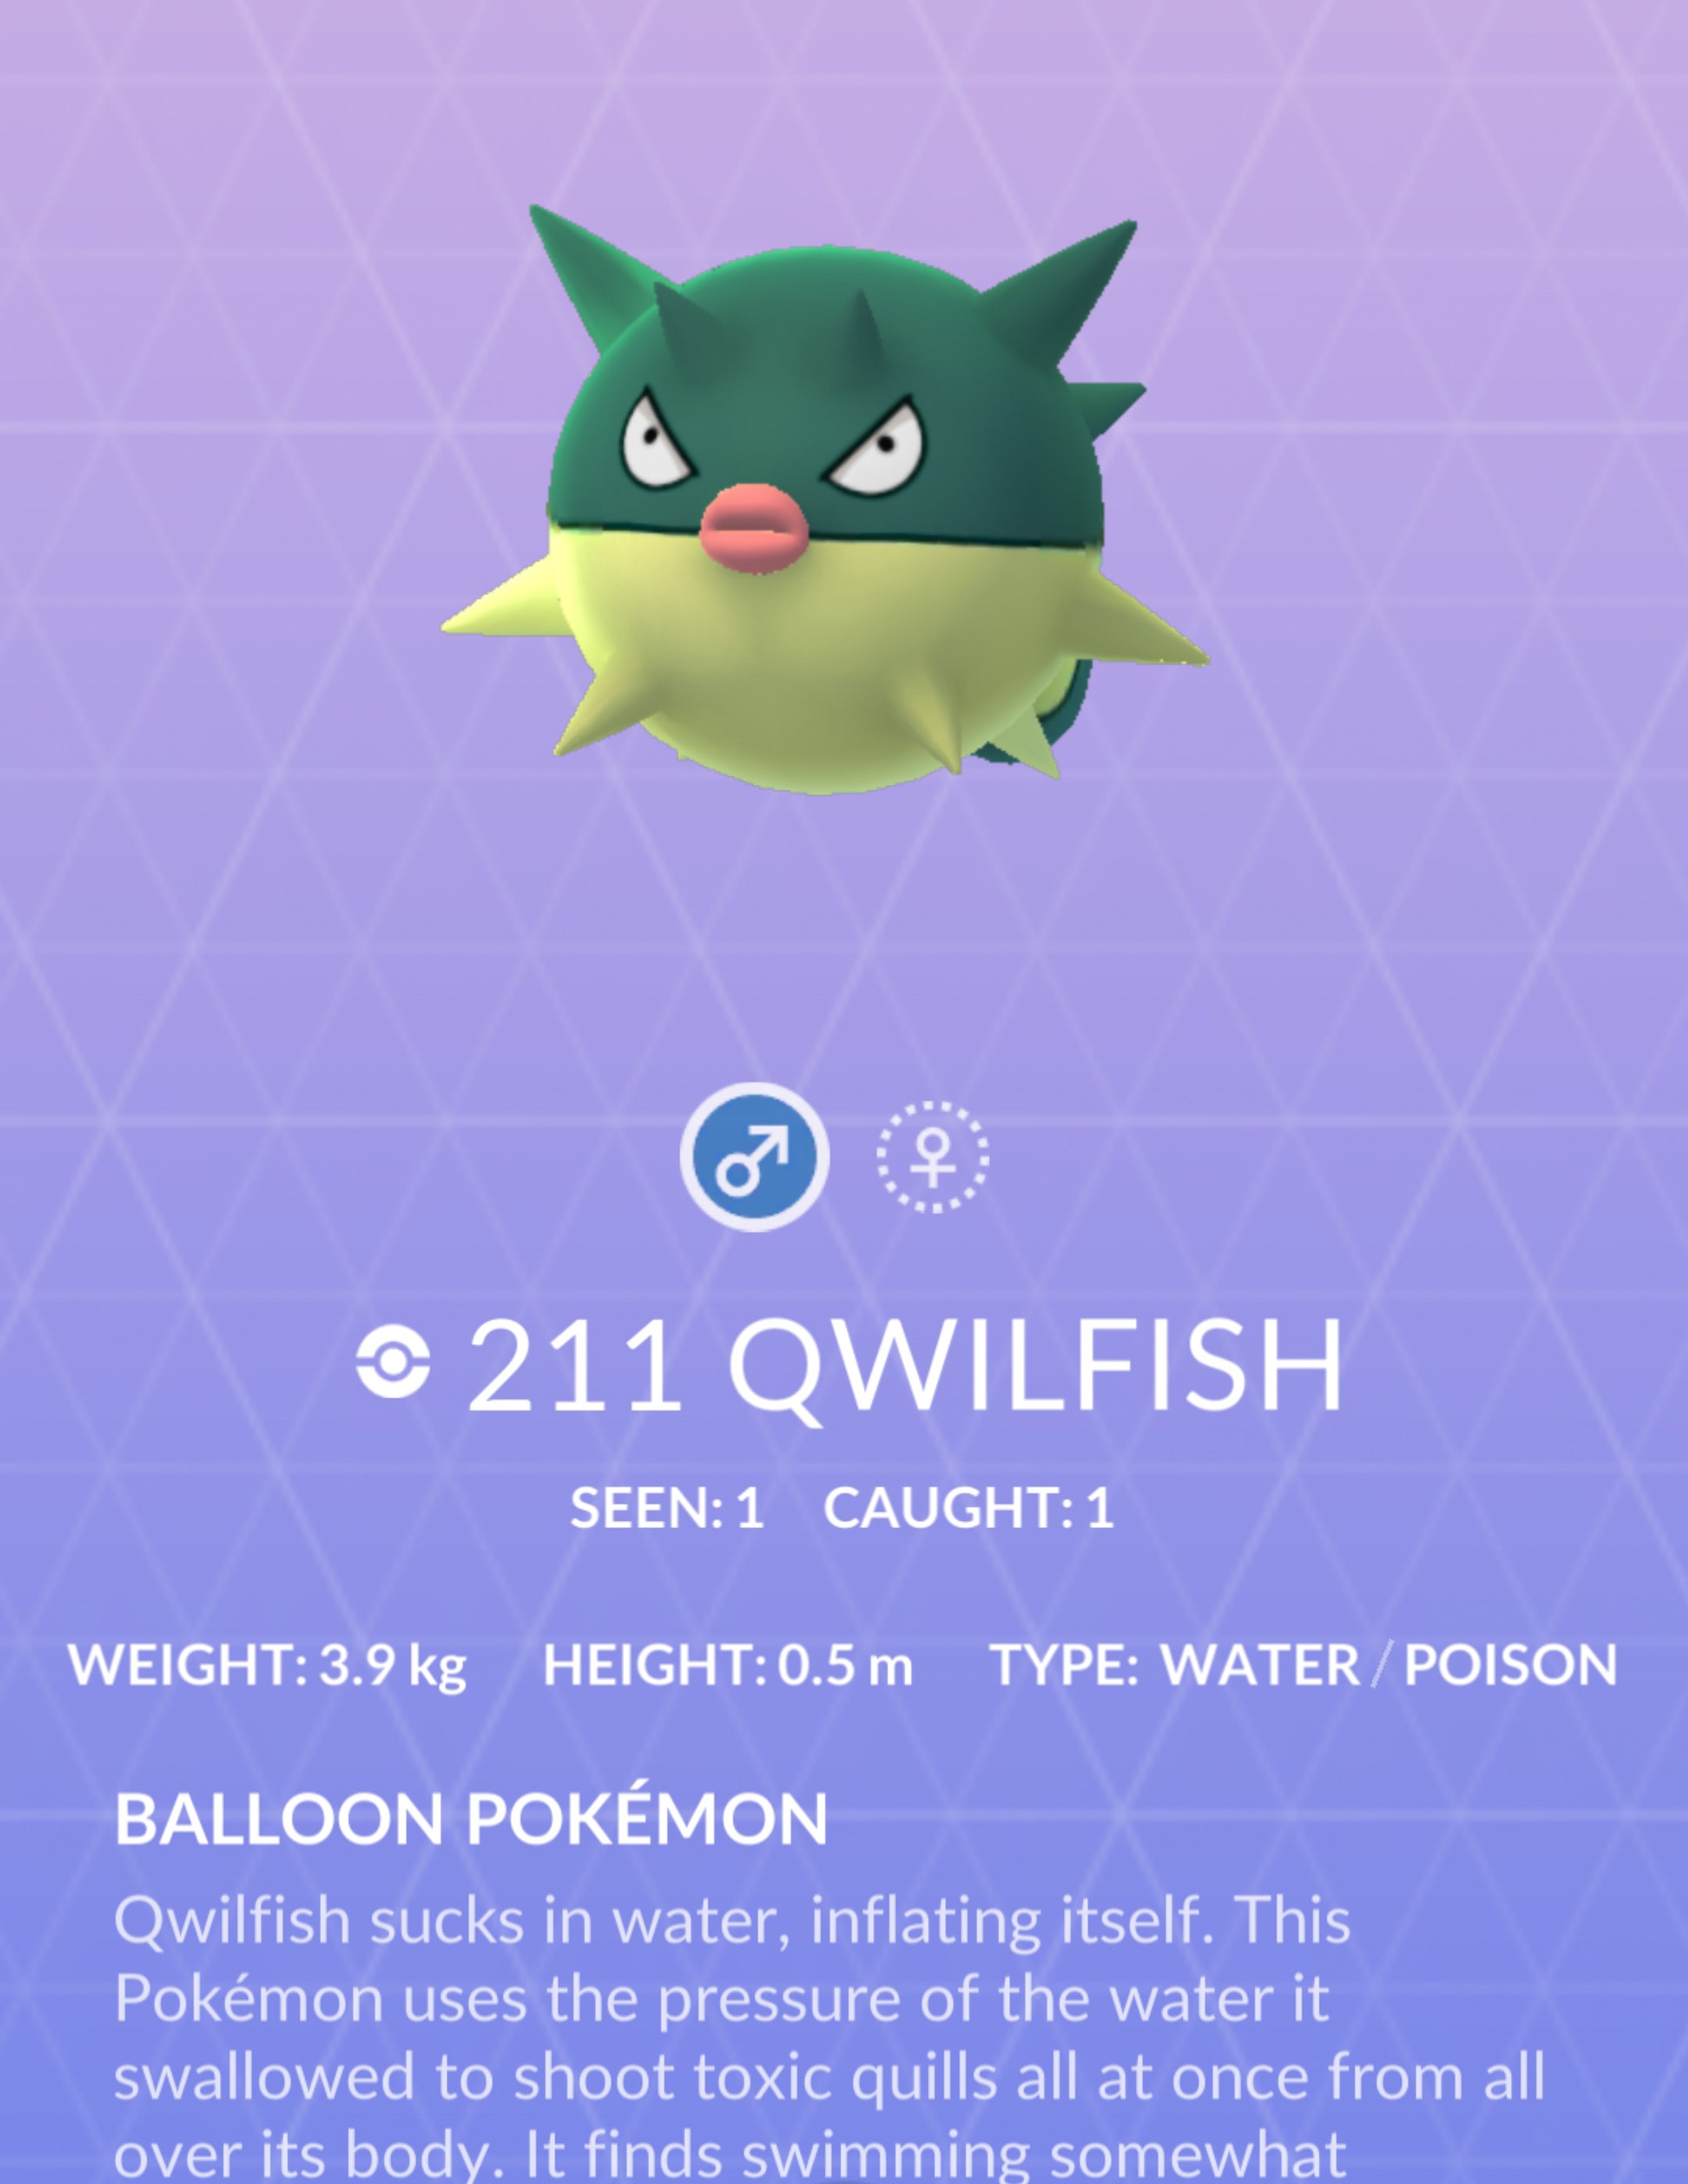 211 QWILFISH
SEEN: 1 CAUGHT: 1
WEIGHT: 3.9 kg HEIGHT: 0.5 m TYPE: WATER / POISON
BALLOON POKÉMON
Qwilfish sucks in water, inflating itself. This
Pokémon uses the pressure of the water it
swallowed to shoot toxic quills all at once from all
over its body. It finds swimming somewhat